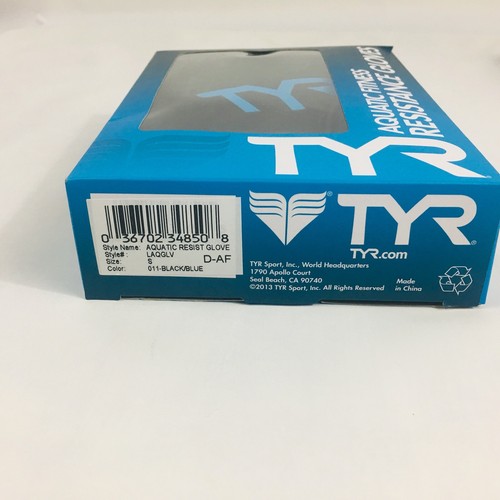 TYR
AQUATIC FITNESS
RESISTANCE GLOVES
TYR
0 36702 34850 8
Style Name: AQUATIC RESIST GLOVE
Style# : LAQGLV
Size: S
D-AF
Color: 011-BLACK/BLUE
TYR
TYR.com
TYR Sport, Inc., World Headquarters
1790 Apollo Court
Seal Beach, CA 90740
©2013 TYR Sport, Inc. All Rights Reserved
Made
in China